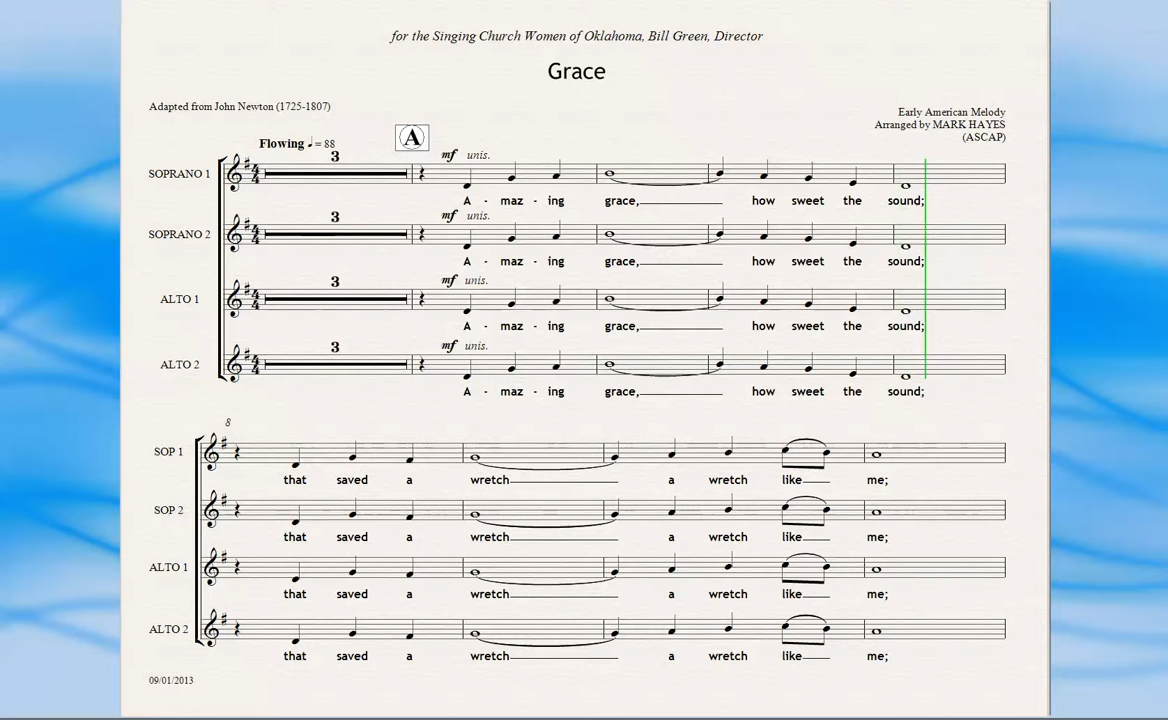 for the Singing Church Women of Oklahoma, Bill Green, Director
Grace
Adapted from John Newton (1725-1807)
Early American Melody
Arranged by MARK HAYES
(ASCAP)
Flowing ♩ = 88
A
3
mf unis.
SOPRANO 1
A - maz - ing grace, how sweet the sound;
3
mf unis.
SOPRANO 2
A - maz - ing grace, how sweet the sound;
3
mf unis.
ALTO 1
A - maz - ing grace, how sweet the sound;
3
mf unis.
ALTO 2
A - maz - ing grace, how sweet the sound;
8
SOP 1
that saved a wretch a wretch like me;
SOP 2
that saved a wretch a wretch like me;
ALTO 1
that saved a wretch a wretch like me;
ALTO 2
that saved a wretch a wretch like me;
09/01/2013